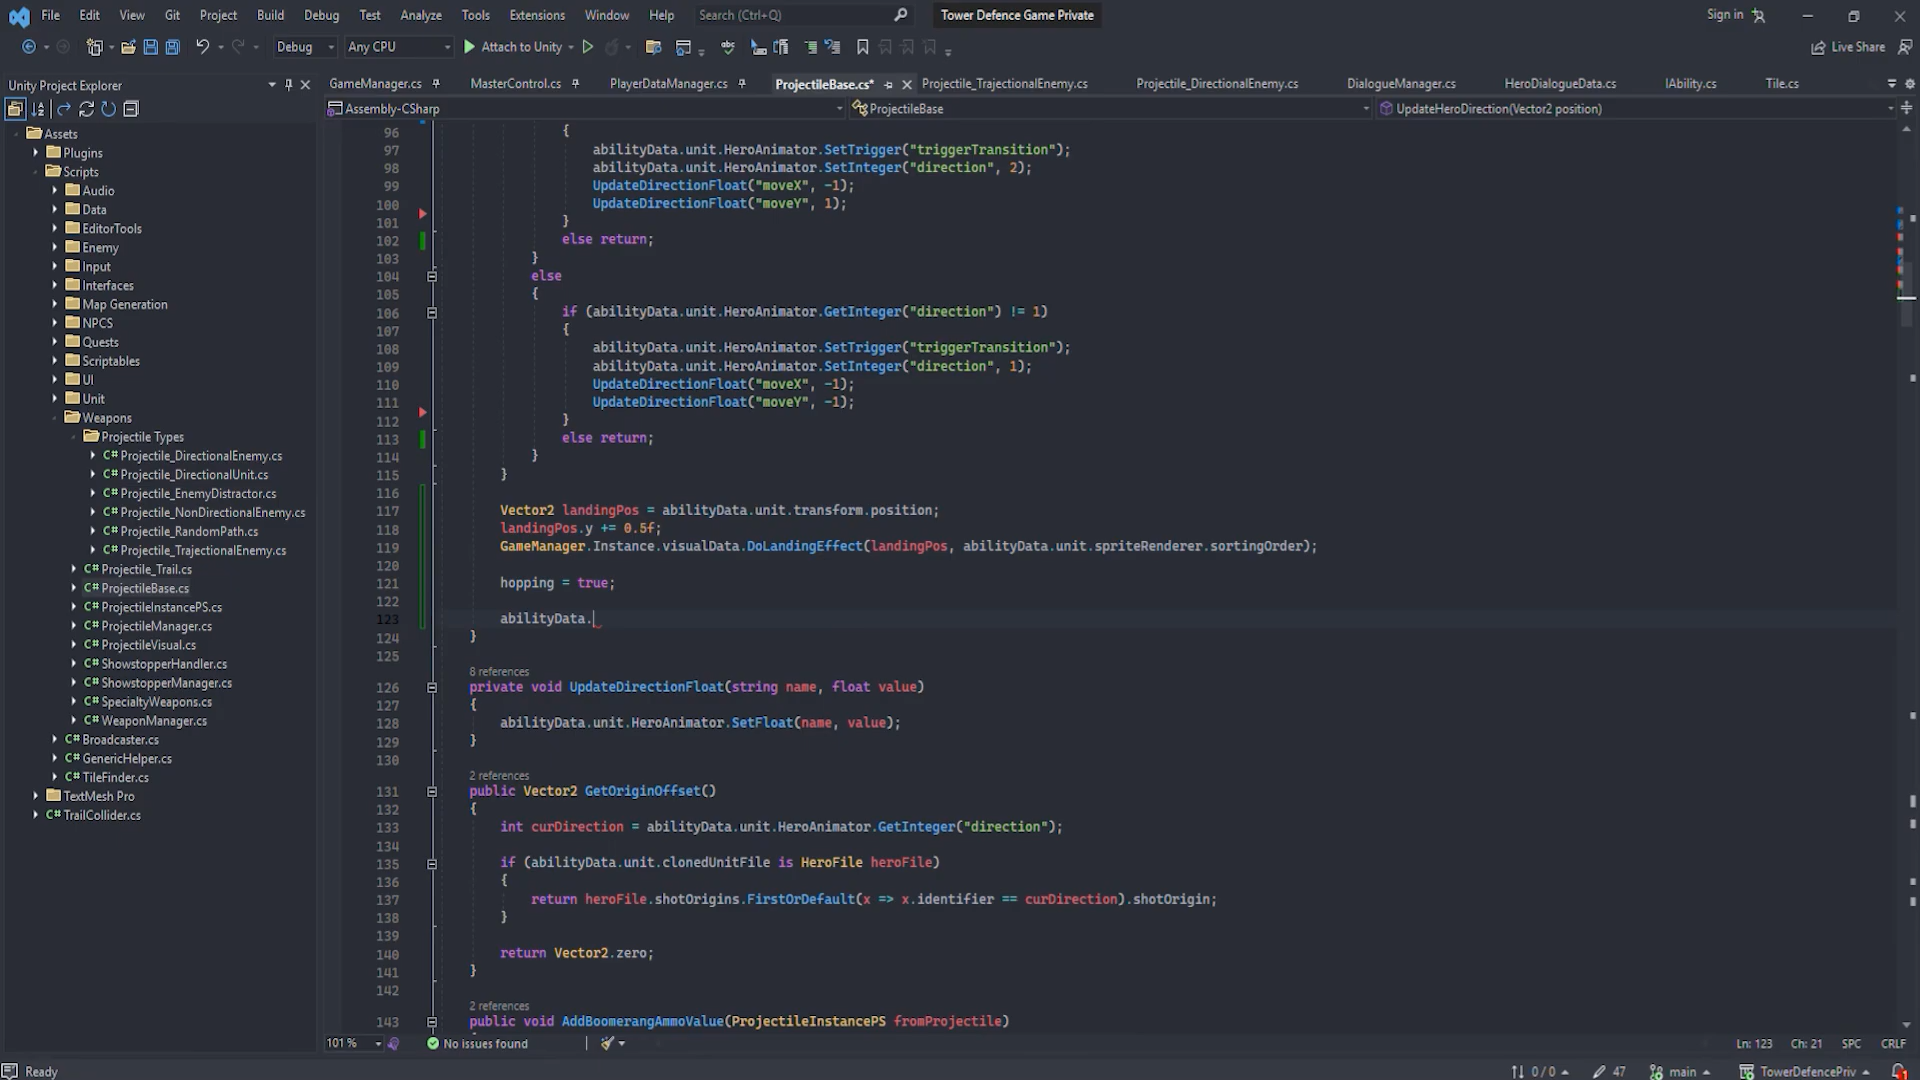 File Edit View Git Project Build Debug Test Analyze Tools Extensions Window Help Search (Ctrl+Q) Tower Defence Game Private Sign in
Debug Any CPU Attach to Unity Live Share
Unity Project Explorer
GameManager.cs MasterControl.cs PlayerDataManager.cs ProjectileBase.cs* Projectile_TrajectionalEnemy.cs Projectile_DirectionalEnemy.cs DialogueManager.cs HeroDialogueData.cs IAbility.cs Tile.cs
Assembly-CSharp ProjectileBase UpdateHeroDirection(Vector2 position)
Assets
Plugins
Scripts
Audio
Data
EditorTools
Enemy
Input
Interfaces
Map Generation
NPCS
Quests
Scriptables
UI
Unit
Weapons
Projectile Types
C# Projectile_DirectionalEnemy.cs
C# Projectile_DirectionalUnit.cs
C# Projectile_EnemyDistractor.cs
C# Projectile_NonDirectionalEnemy.cs
C# Projectile_RandomPath.cs
C# Projectile_TrajectionalEnemy.cs
C# Projectile_Trail.cs
C# ProjectileBase.cs
C# ProjectileInstancePS.cs
C# ProjectileManager.cs
C# ProjectileVisual.cs
C# ShowstopperHandler.cs
C# ShowstopperManager.cs
C# SpecialtyWeapons.cs
C# WeaponManager.cs
C# Broadcaster.cs
C# GenericHelper.cs
C# TileFinder.cs
TextMesh Pro
C# TrailCollider.cs
96 {
97 abilityData.unit.HeroAnimator.SetTrigger("triggerTransition");
98 abilityData.unit.HeroAnimator.SetInteger("direction", 2);
99 UpdateDirectionFloat("moveX", -1);
100 UpdateDirectionFloat("moveY", 1);
101 }
102 else return;
103 }
104 else
105 {
106 if (abilityData.unit.HeroAnimator.GetInteger("direction") != 1)
107 {
108 abilityData.unit.HeroAnimator.SetTrigger("triggerTransition");
109 abilityData.unit.HeroAnimator.SetInteger("direction", 1);
110 UpdateDirectionFloat("moveX", -1);
111 UpdateDirectionFloat("moveY", -1);
112 }
113 else return;
114 }
115 }
116
117 Vector2 landingPos = abilityData.unit.transform.position;
118 landingPos.y += 0.5f;
119 GameManager.Instance.visualData.DoLandingEffect(landingPos, abilityData.unit.spriteRenderer.sortingOrder);
120
121 hopping = true;
122
123 abilityData.
124 }
125
8 references
126 private void UpdateDirectionFloat(string name, float value)
127 {
128 abilityData.unit.HeroAnimator.SetFloat(name, value);
129 }
130
2 references
131 public Vector2 GetOriginOffset()
132 {
133 int curDirection = abilityData.unit.HeroAnimator.GetInteger("direction");
134
135 if (abilityData.unit.clonedUnitFile is HeroFile heroFile)
136 {
137 return heroFile.shotOrigins.FirstOrDefault(x => x.identifier == curDirection).shotOrigin;
138 }
139
140 return Vector2.zero;
141 }
142
2 references
143 public void AddBoomerangAmmoValue(ProjectileInstancePS fromProjectile)
101 % No issues found Ln: 123 Ch: 21 SPC CRLF
Ready 0 / 0 47 main TowerDefencePriv 1